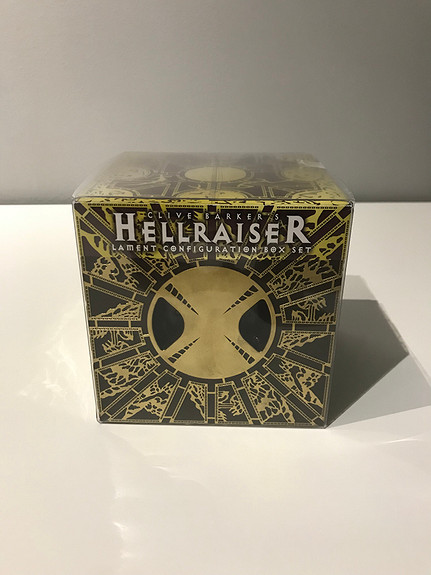 CLIVE BARKER'S
HELLRAISER
LAMENT CONFIGURATION BOX SET